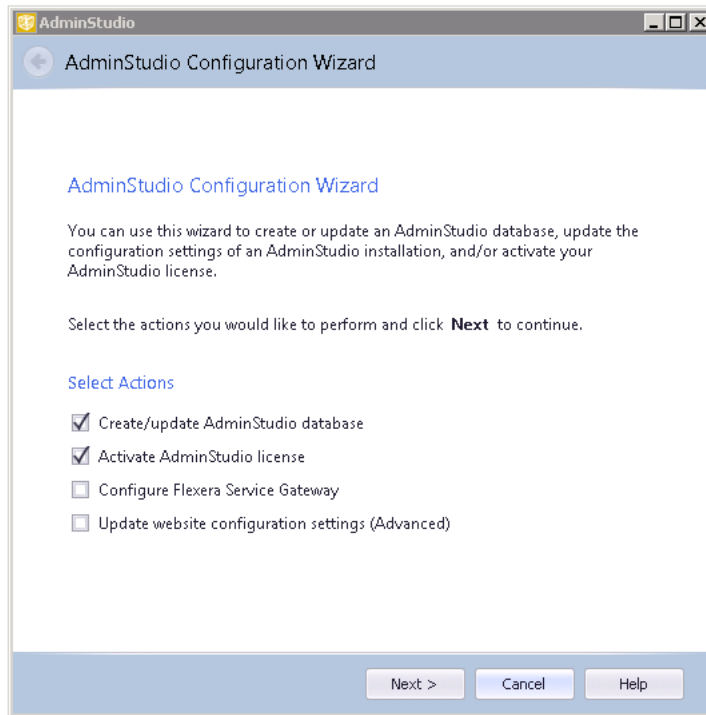 AdminStudio
AdminStudio Configuration Wizard
AdminStudio Configuration Wizard
You can use this wizard to create or update an AdminStudio database, update the
configuration settings of an AdminStudio installation, and/or activate your
AdminStudio license.
Select the actions you would like to perform and click Next to continue.
Select Actions
Create/update AdminStudio database
Activate AdminStudio license
Configure Flexera Service Gateway
Update website configuration settings (Advanced)
Next > Cancel Help